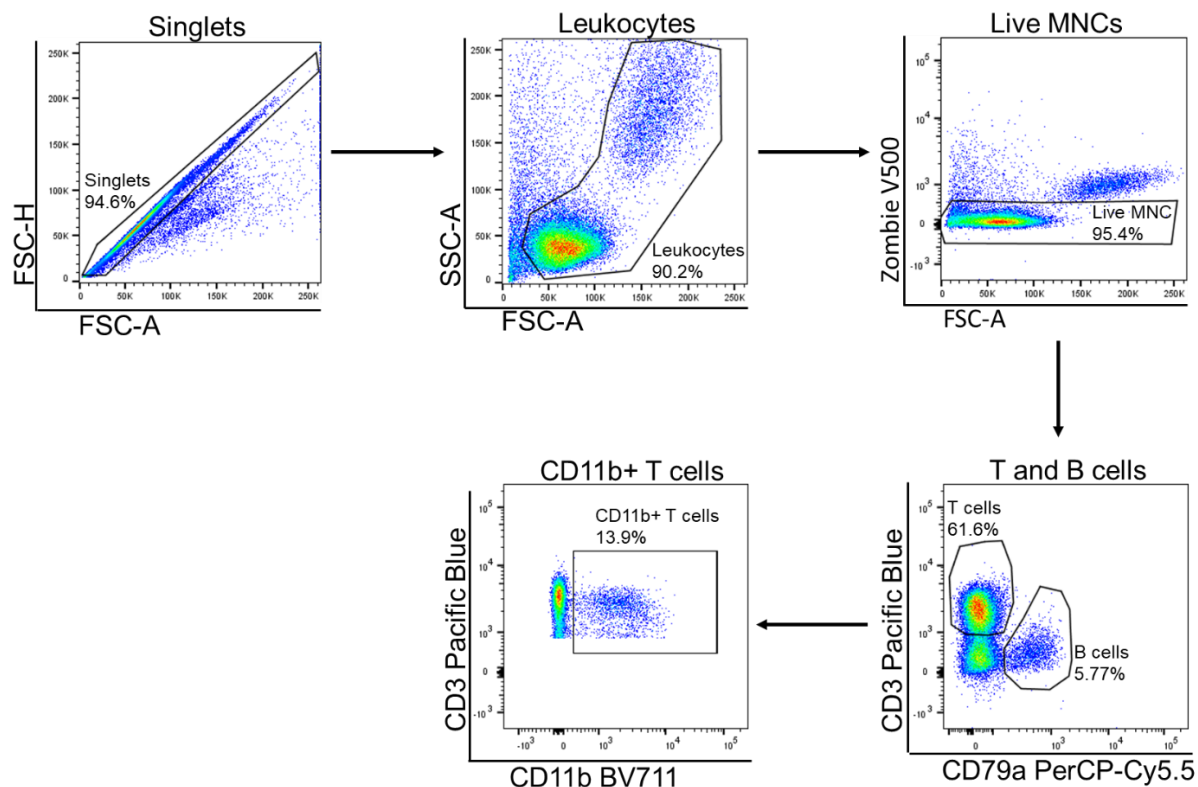 Singlets
FSC-H
250K
200K
150K
100K
50K
0
Singlets
94.6%
0 50K 100K 150K 200K 250K
FSC-A
Leukocytes
SSC-A
250K
200K
150K
100K
50K
0
Leukocytes
90.2%
0 50K 100K 150K 200K 250K
FSC-A
Live MNCs
Zombie V500
10^5
10^4
10^3
0
-10^3
Live MNC
95.4%
0 50K 100K 150K 200K 250K
FSC-A
CD11b+ T cells
CD3 Pacific Blue
10^5
10^4
10^3
0
-10^3
CD11b+ T cells
13.9%
-10^3 0 10^3 10^4 10^5
CD11b BV711
T and B cells
CD3 Pacific Blue
10^5
10^4
10^3
0
-10^3
T cells
61.6%
B cells
5.77%
0 10^3 10^4 10^5
CD79a PerCP-Cy5.5